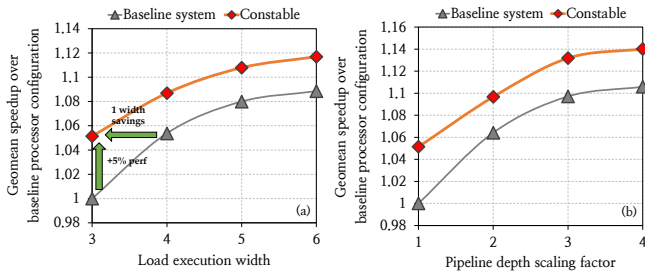 Baseline system Constable
Geomean speedup over
baseline processor configuration
1.14
1.12
1.1
1.08
1.06
1.04
1.02
1
0.98
1 width
savings
+5% perf
(a)
3 4 5 6
Load execution width
Baseline system Constable
Geomean speedup over
baseline processor configuration
1.16
1.14
1.12
1.1
1.08
1.06
1.04
1.02
1
0.98
(b)
1 2 3 4
Pipeline depth scaling factor